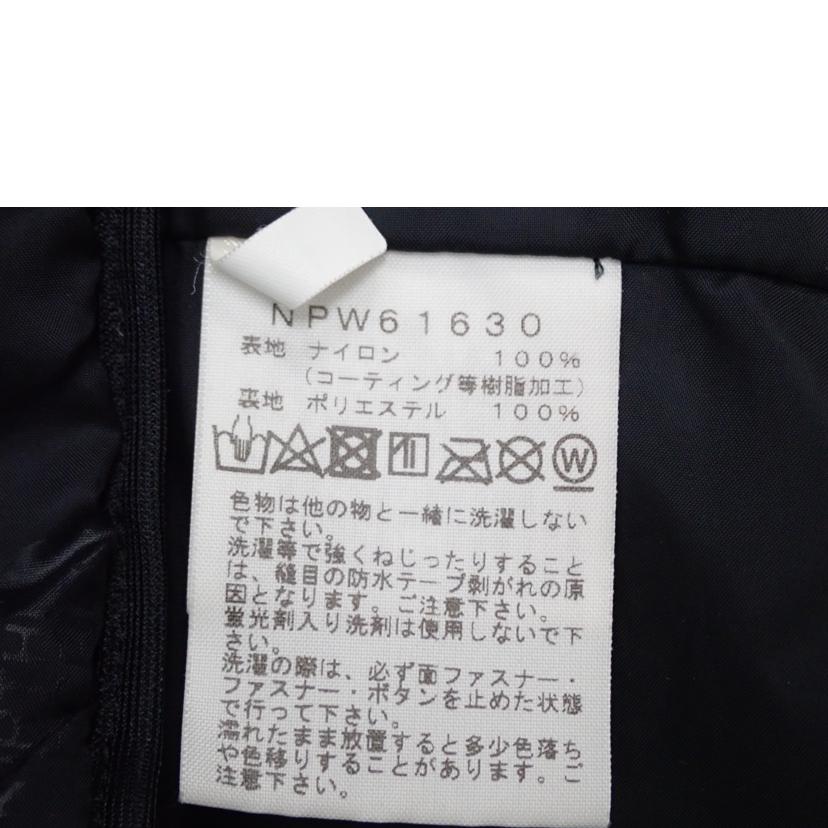 NPW61630
表地 ナイロン 100%
(コーティング等樹脂加工)
裏地 ポリエステル 100%
W
色物は他の物と一緒に洗濯しない
で下さい。
洗濯等で強くねじったりすること
は、縫目の防水テープ剥がれの原
因となります。ご注意下さい。
蛍光剤入り洗剤は使用しないで下
さい。
洗濯の際は、必ず面ファスナー・
ファスナー・ボタンを止めた状態
で行って下さい。
濡れたまま放置すると多少色落ち
や色移りすることがあります。ご
注意下さい。